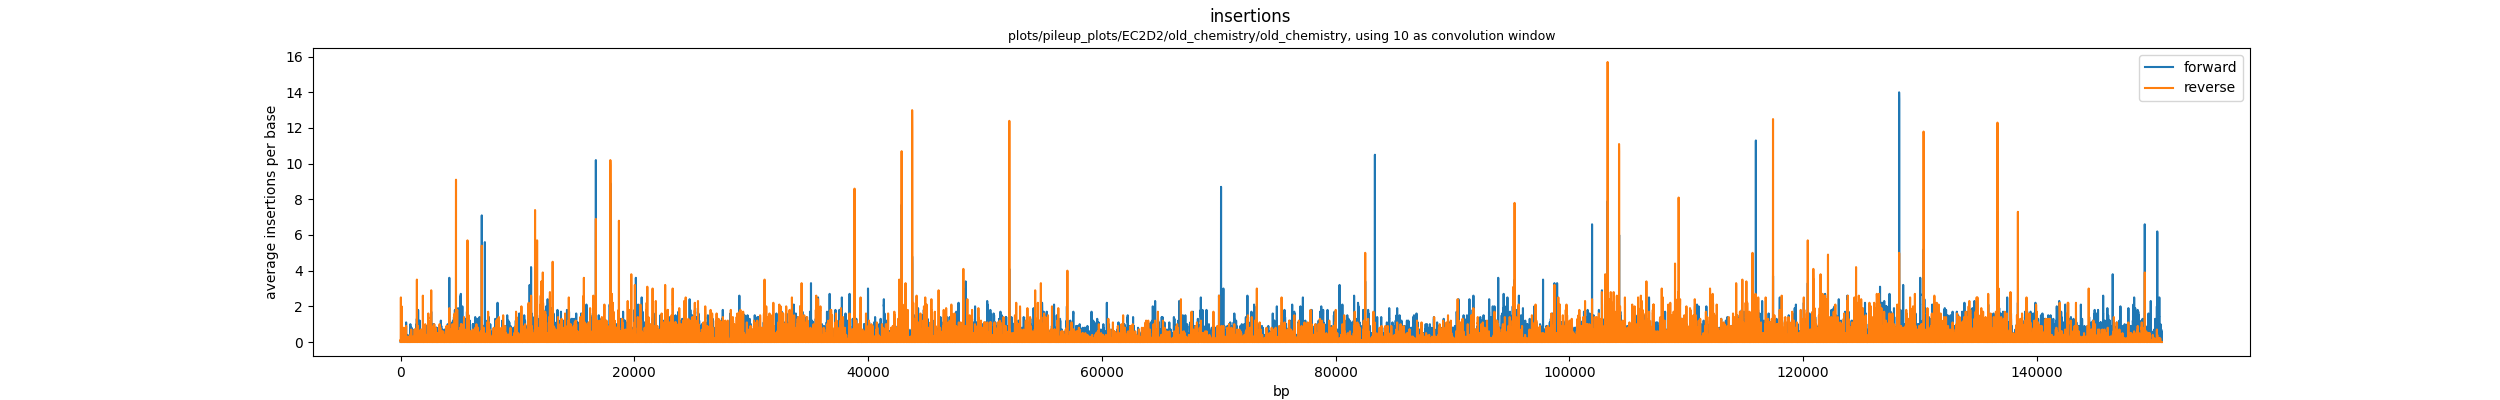 insertions
plots/pileup_plots/EC2D2/old_chemistry/old_chemistry, using 10 as convolution window
average insertions per base
16
14
12
10
8
6
4
2
0
forward
reverse
0 20000 40000 60000 80000 100000 120000 140000
bp